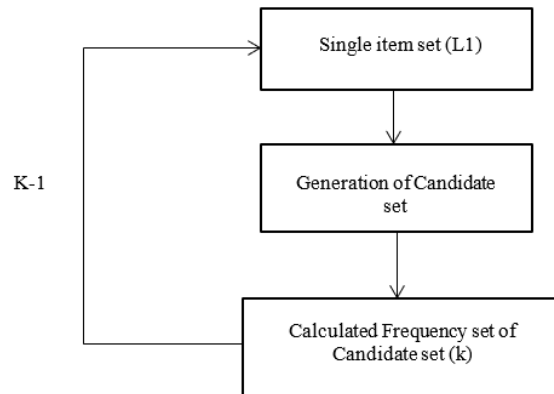 Single item set (L1)
K-1
Generation of Candidate
set
Calculated Frequency set of
Candidate set (k)